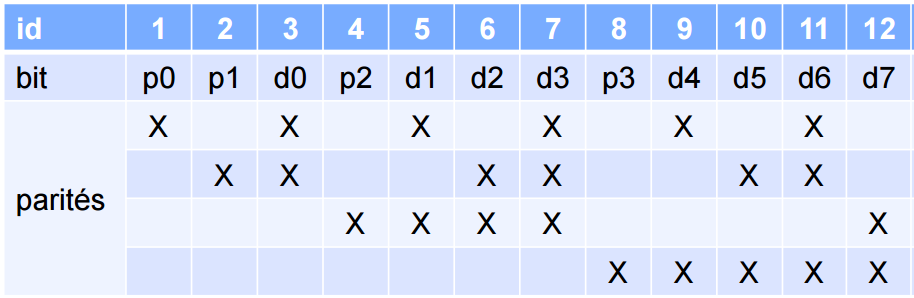 id 1 2 3 4 5 6 7 8 9 10 11 12
bit p0 p1 d0 p2 d1 d2 d3 p3 d4 d5 d6 d7
X X X X X X
X X X X X X
parités
X X X X X
X X X X X